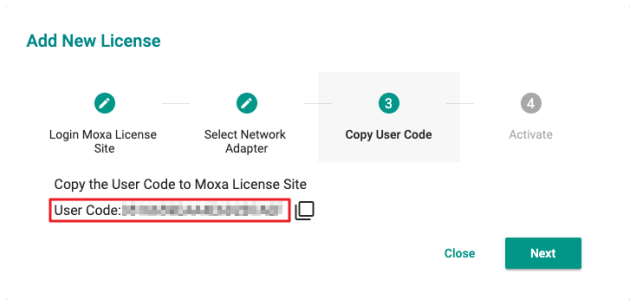 Add New License
3
4
Login Moxa License
Site
Select Network
Adapter
Copy User Code
Activate
Copy the User Code to Moxa License Site
User Code:
Close
Next